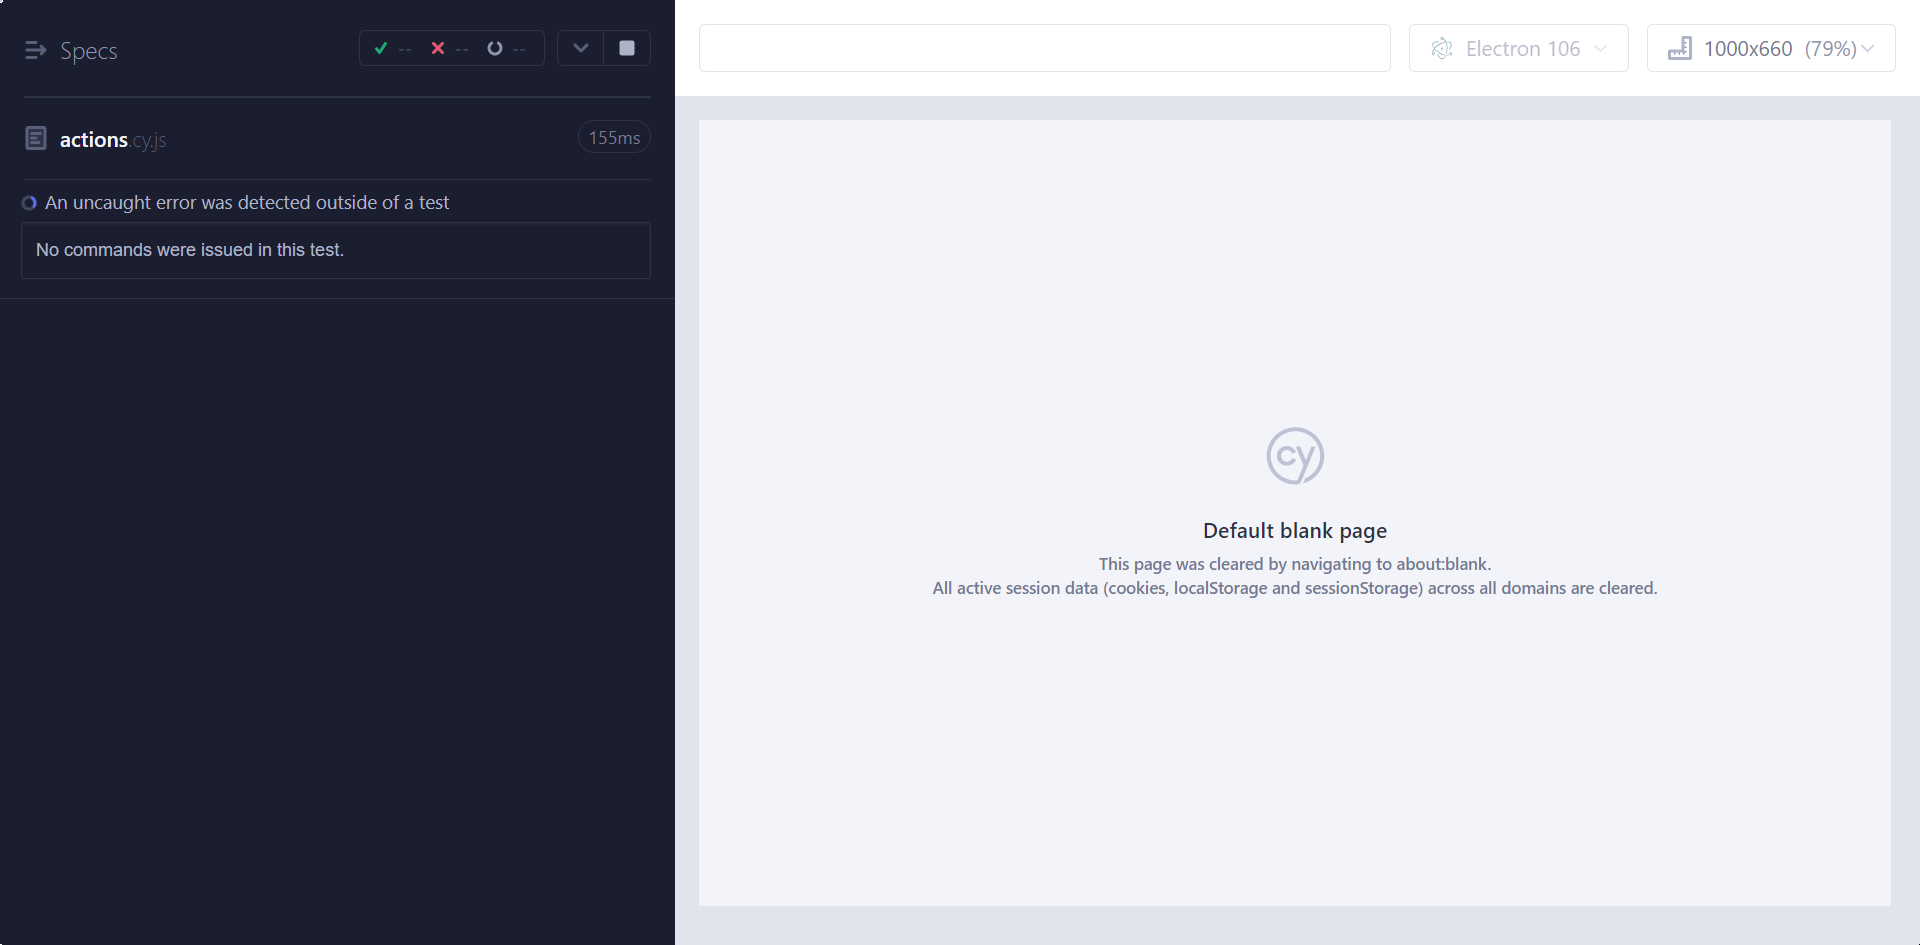 Specs
--
--
--
actions.cy.js
155ms
An uncaught error was detected outside of a test
No commands were issued in this test.
Electron 106
1000x660 (79%)
cy
Default blank page
This page was cleared by navigating to about:blank.
All active session data (cookies, localStorage and sessionStorage) across all domains are cleared.